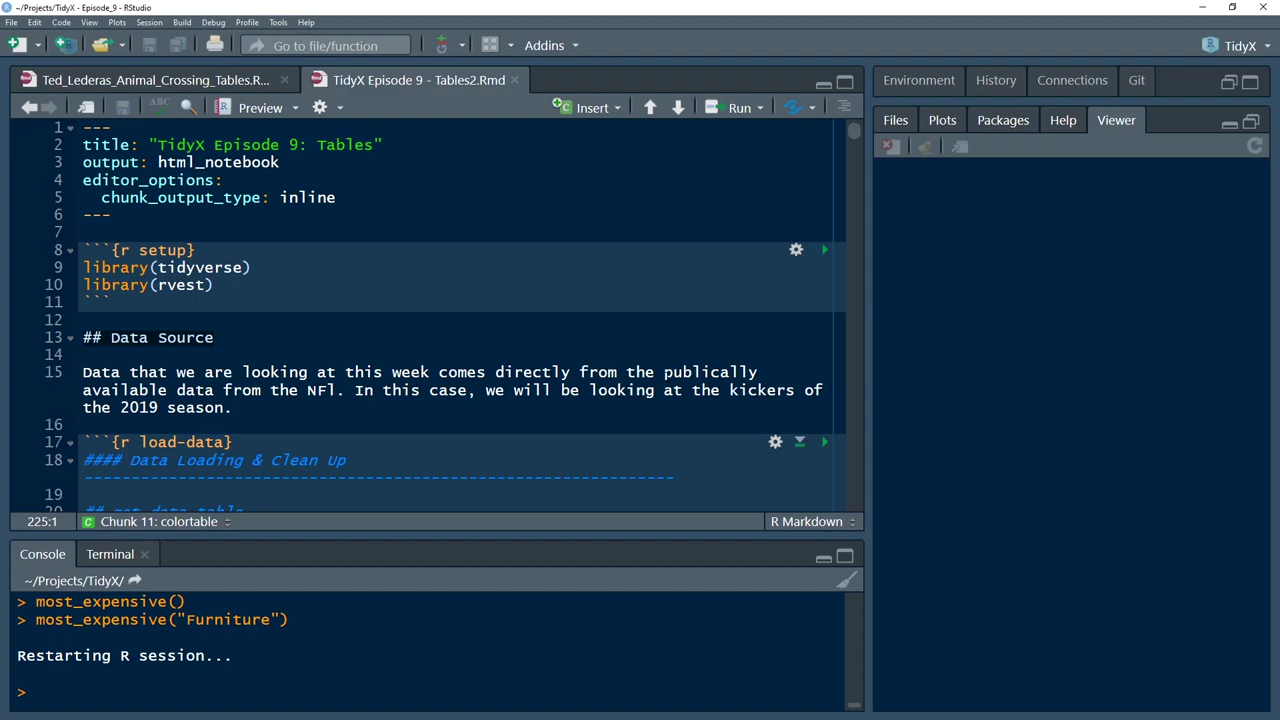 ~/Projects/TidyX - Episode_9 - RStudio
File Edit Code View Plots Session Build Debug Profile Tools Help
Go to file/function Addins TidyX
Ted_Lederas_Animal_Crossing_Tables.R... TidyX Episode 9 - Tables2.Rmd
Environment History Connections Git
ABC Preview Insert Run
Files Plots Packages Help Viewer
1 ---
2 title: "TidyX Episode 9: Tables"
3 output: html_notebook
4 editor_options:
5 chunk_output_type: inline
6 ---
7
8 ```{r setup}
9 library(tidyverse)
10 library(rvest)
11 ```
12
13 ## Data Source
14
15 Data that we are looking at this week comes directly from the publically
available data from the NFl. In this case, we will be looking at the kickers of
the 2019 season.
16
17 ```{r load-data}
18 #### Data Loading & Clean Up
----------------------------------------------------------------
19
20 ## get data table
225:1 Chunk 11: colortable R Markdown
Console Terminal
~/Projects/TidyX/
> most_expensive()
> most_expensive("Furniture")
Restarting R session...
>